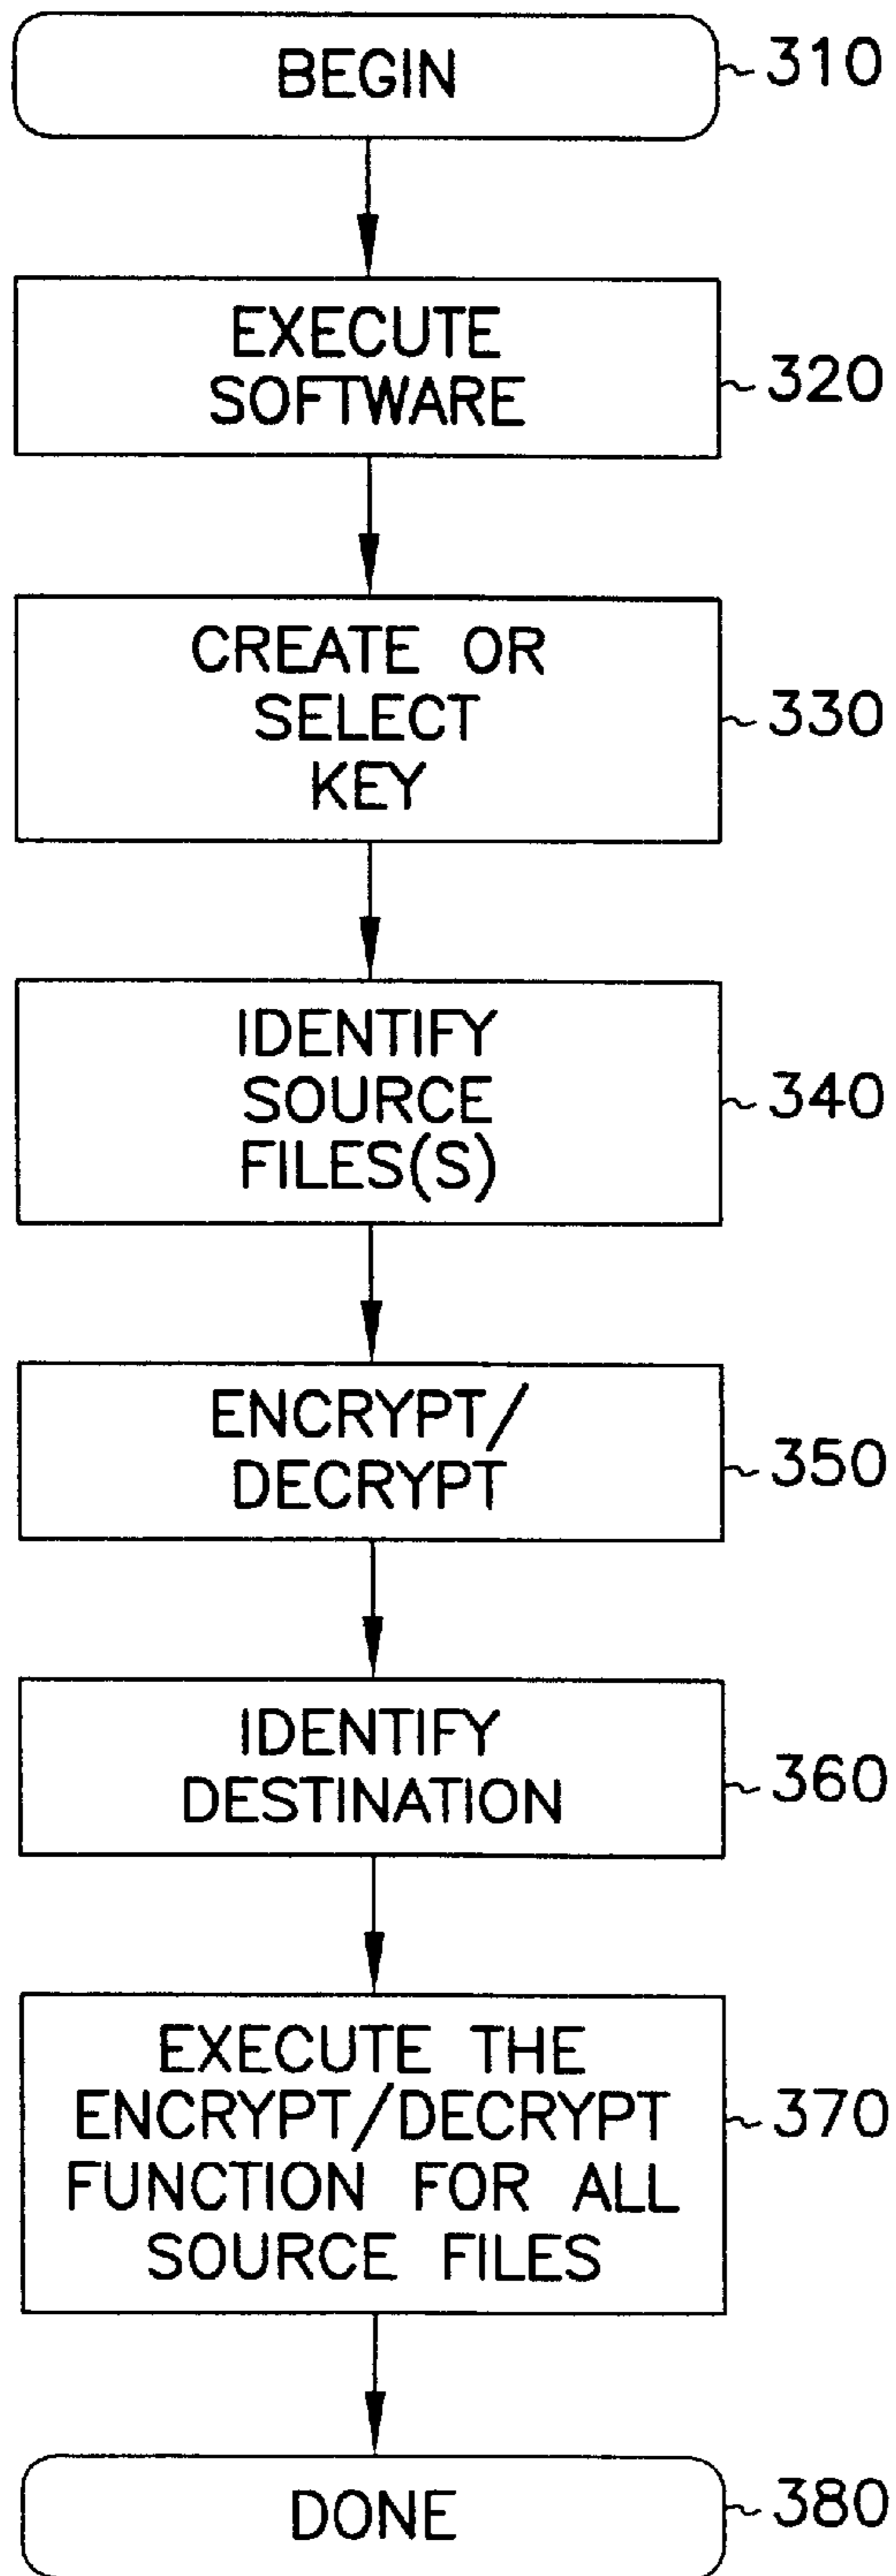 BEGIN
310
EXECUTE
SOFTWARE
320
CREATE OR
SELECT
KEY
330
IDENTIFY
SOURCE
FILES(S)
340
ENCRYPT/
DECRYPT
350
IDENTIFY
DESTINATION
360
EXECUTE THE
ENCRYPT/DECRYPT
FUNCTION FOR ALL
SOURCE FILES
370
DONE
380